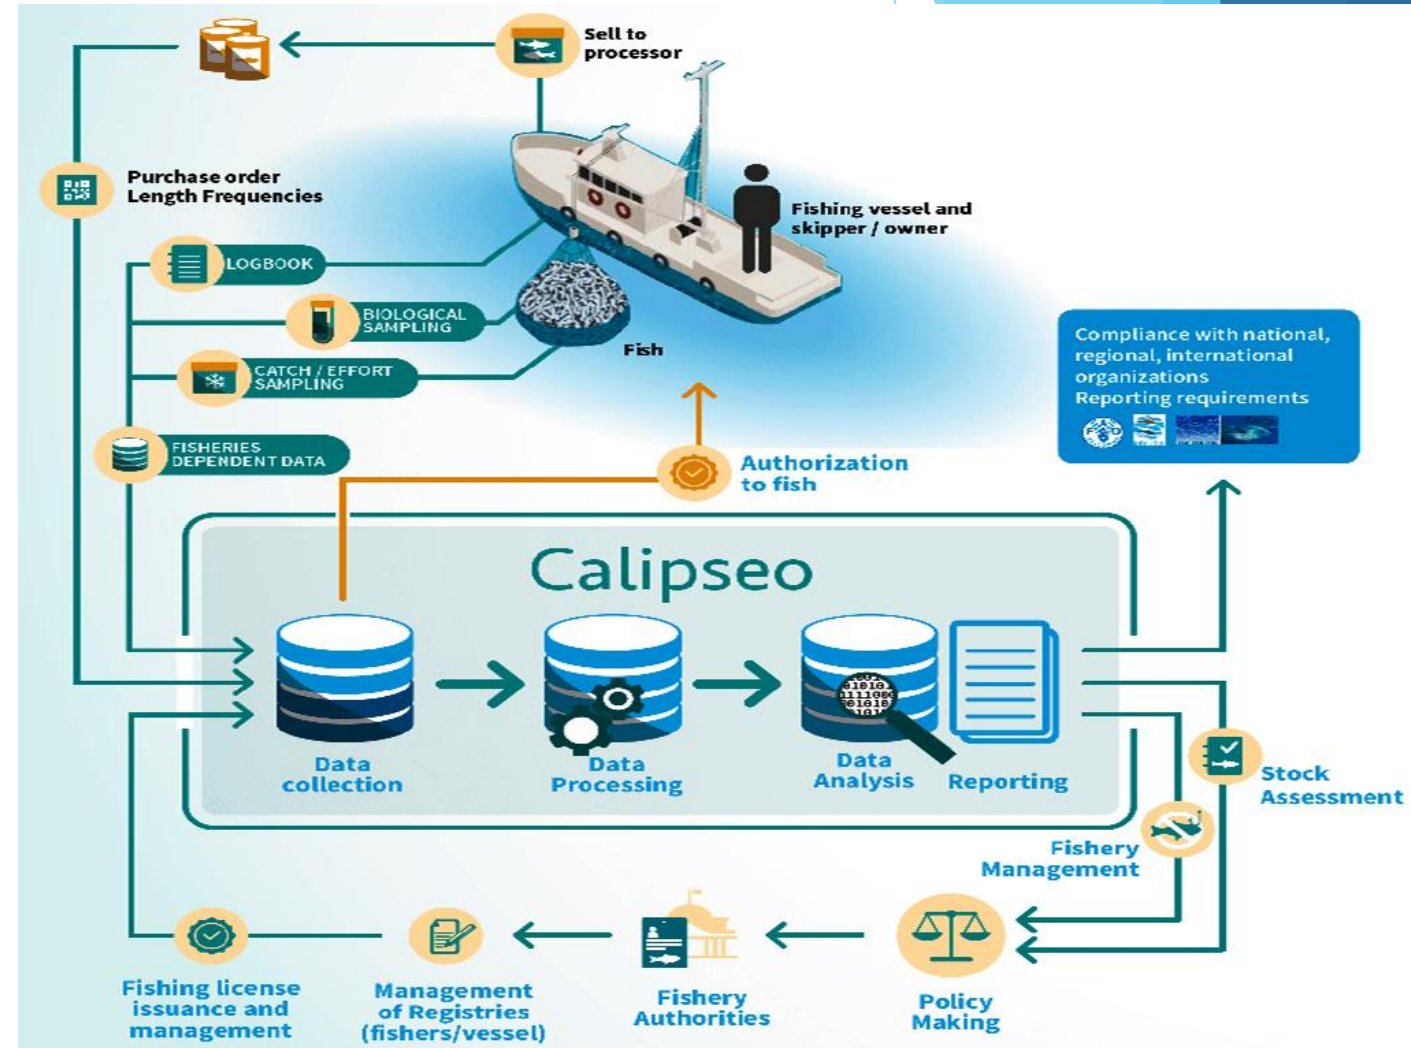 Sell to
processor
Purchase order
Length Frequencies
Fishing vessel and
skipper / owner
LOGBOOK
BIOLOGICAL
SAMPLING
Fish
CATCH / EFFORT
SAMPLING
Compliance with national,
regional, international
organizations
Reporting requirements
FISHERIES
DEPENDENT DATA
Authorization
to fish
Calipseo
Data
collection
Data
Processing
Data
Analysis
Reporting
Stock
Assessment
Fishery
Management
Fishing license
issuance and
management
Management
of Registries
(fishers/vessel)
Fishery
Authorities
Policy
Making